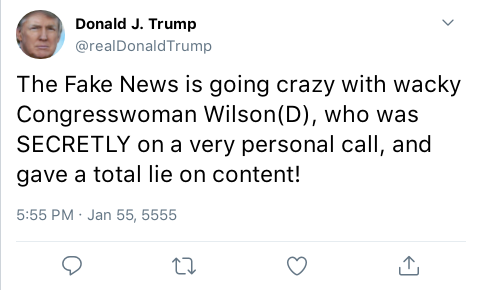 Donald J. Trump
@realDonaldTrump
The Fake News is going crazy with wacky
Congresswoman Wilson(D), who was
SECRETLY on a very personal call, and
gave a total lie on content!
5:55 PM · Jan 55, 5555